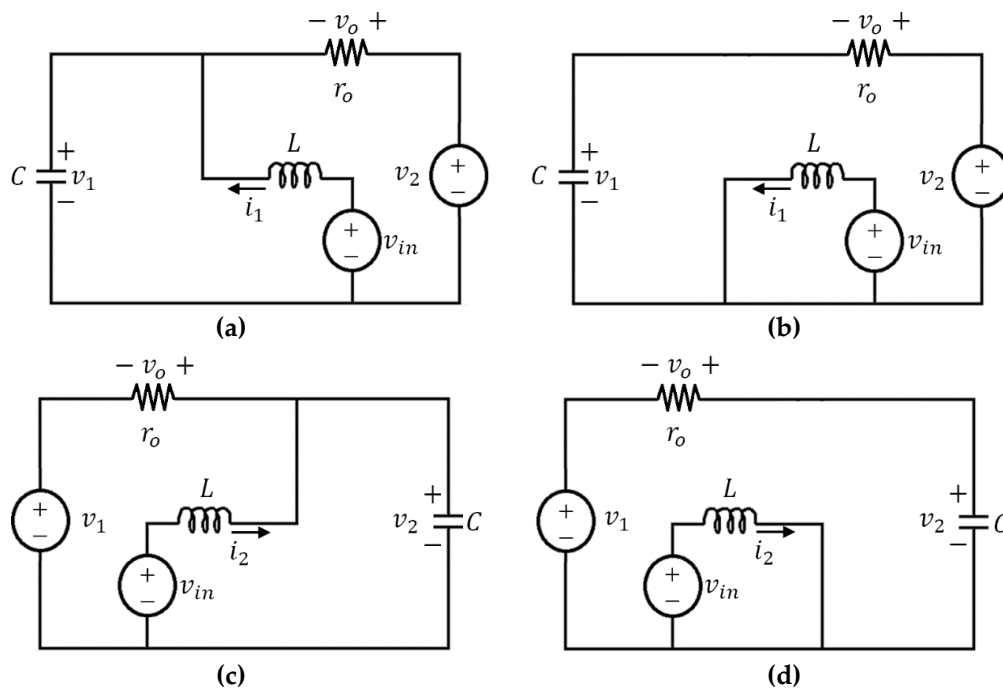 − v_o +
r_o
L
C
+
v_1
−
i_1
v_2
+
−
+
−
v_in
(a)
− v_o +
r_o
L
C
+
v_1
−
i_1
v_2
+
−
+
−
v_in
(b)
− v_o +
r_o
L
+
−
v_1
i_2
+
v_2
−
C
+
−
v_in
(c)
− v_o +
r_o
L
+
−
v_1
i_2
+
v_2
−
C
+
−
v_in
(d)